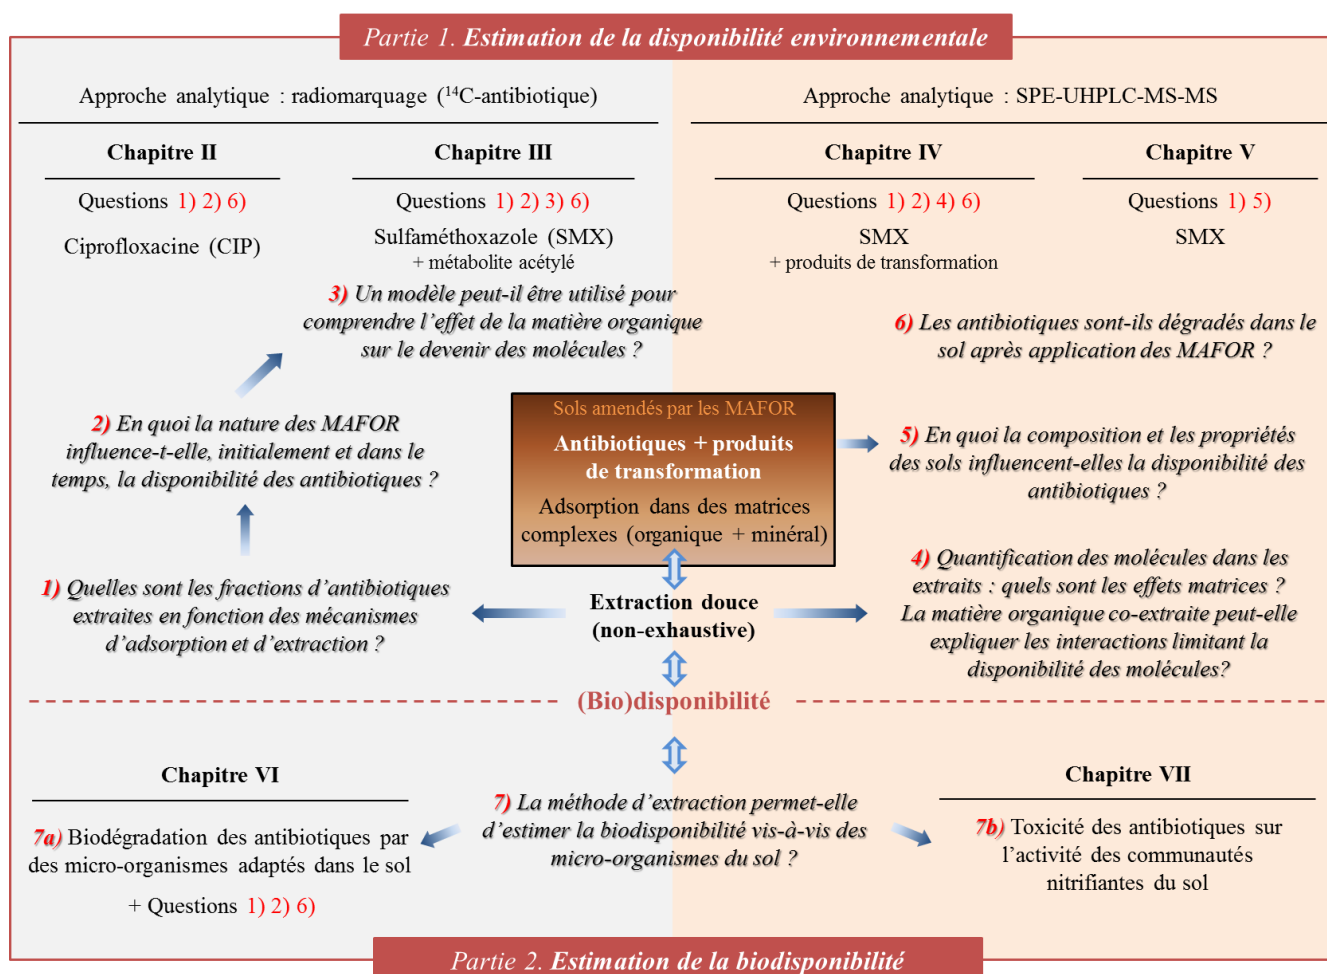 Partie 1. Estimation de la disponibilité environnementale
Approche analytique : radiomarquage (¹⁴C-antibiotique)
Chapitre II
Questions 1) 2) 6)
Ciprofloxacine (CIP)
Chapitre III
Questions 1) 2) 3) 6)
Sulfaméthoxazole (SMX)
+ métabolite acétylé
Approche analytique : SPE-UHPLC-MS-MS
Chapitre IV
Questions 1) 2) 4) 6)
SMX
+ produits de transformation
Chapitre V
Questions 1) 5)
SMX
3) Un modèle peut-il être utilisé pour
comprendre l’effet de la matière organique
sur le devenir des molécules ?
6) Les antibiotiques sont-ils dégradés dans le
sol après application des MAFOR ?
2) En quoi la nature des MAFOR
influence-t-elle, initialement et dans le
temps, la disponibilité des antibiotiques ?
Sols amendés par les MAFOR
Antibiotiques + produits
de transformation
Adsorption dans des matrices
complexes (organique + minéral)
5) En quoi la composition et les propriétés
des sols influencent-elles la disponibilité des
antibiotiques ?
1) Quelles sont les fractions d’antibiotiques
extraites en fonction des mécanismes
d’adsorption et d’extraction ?
Extraction douce
(non-exhaustive)
4) Quantification des molécules dans les
extraits : quels sont les effets matrices ?
La matière organique co-extraite peut-elle
expliquer les interactions limitant la
disponibilité des molécules?
(Bio)disponibilité
Chapitre VI
7a) Biodégradation des antibiotiques par
des micro-organismes adaptés dans le sol
+ Questions 1) 2) 6)
7) La méthode d’extraction permet-elle
d’estimer la biodisponibilité vis-à-vis des
micro-organismes du sol ?
Chapitre VII
7b) Toxicité des antibiotiques sur
l’activité des communautés
nitrifiantes du sol
Partie 2. Estimation de la biodisponibilité